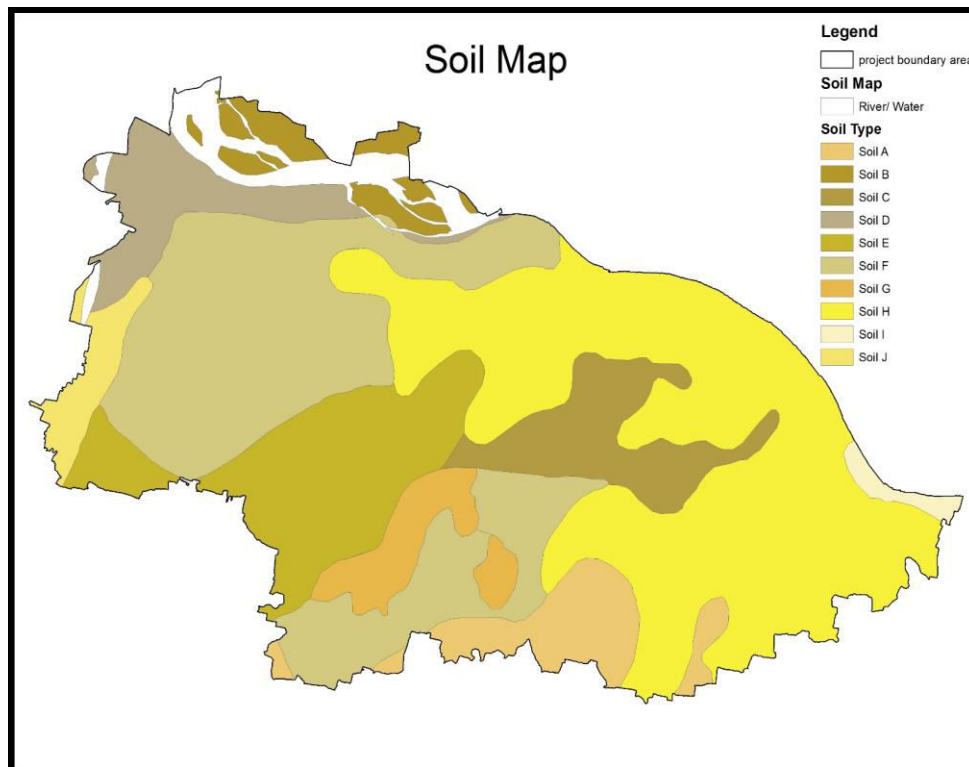 Soil Map
Legend
project boundary area
Soil Map
River/ Water
Soil Type
Soil A
Soil B
Soil C
Soil D
Soil E
Soil F
Soil G
Soil H
Soil I
Soil J